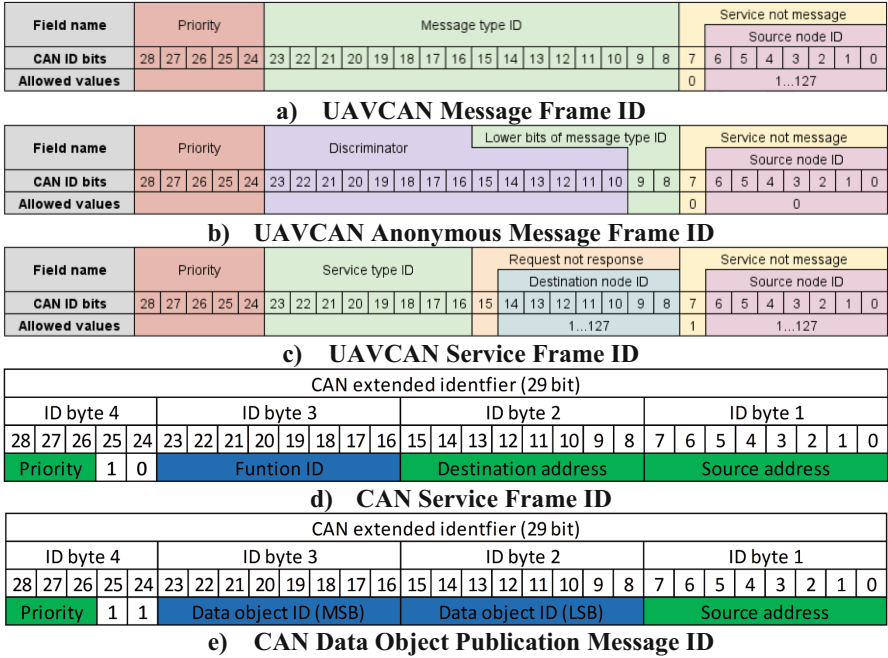 Field name Priority Message type ID Service not message
Source node ID
CAN ID bits 28 27 26 25 24 23 22 21 20 19 18 17 16 15 14 13 12 11 10 9 8 7 6 5 4 3 2 1 0
Allowed values 0 1...127
a) UAVCAN Message Frame ID
Field name Priority Discriminator Lower bits of message type ID Service not message
Source node ID
CAN ID bits 28 27 26 25 24 23 22 21 20 19 18 17 16 15 14 13 12 11 10 9 8 7 6 5 4 3 2 1 0
Allowed values 0 0
b) UAVCAN Anonymous Message Frame ID
Field name Priority Service type ID Request not response Service not message
Destination node ID Source node ID
CAN ID bits 28 27 26 25 24 23 22 21 20 19 18 17 16 15 14 13 12 11 10 9 8 7 6 5 4 3 2 1 0
Allowed values 1...127 1 1...127
c) UAVCAN Service Frame ID
CAN extended identfier (29 bit)
ID byte 4 ID byte 3 ID byte 2 ID byte 1
28 27 26 25 24 23 22 21 20 19 18 17 16 15 14 13 12 11 10 9 8 7 6 5 4 3 2 1 0
Priority 1 0 Funtion ID Destination address Source address
d) CAN Service Frame ID
CAN extended identfier (29 bit)
ID byte 4 ID byte 3 ID byte 2 ID byte 1
28 27 26 25 24 23 22 21 20 19 18 17 16 15 14 13 12 11 10 9 8 7 6 5 4 3 2 1 0
Priority 1 1 Data object ID (MSB) Data object ID (LSB) Source address
e) CAN Data Object Publication Message ID